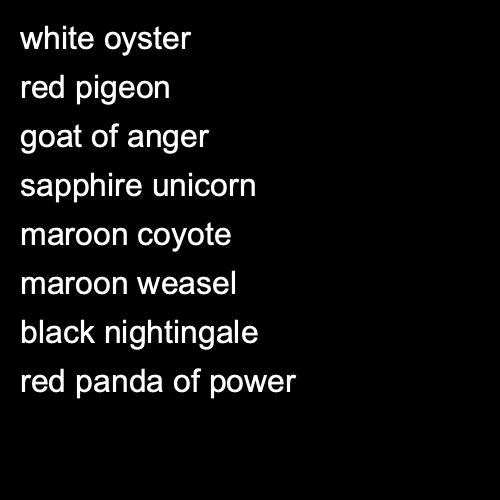 white oyster
red pigeon
goat of anger
sapphire unicorn
maroon coyote
maroon weasel
black nightingale
red panda of power